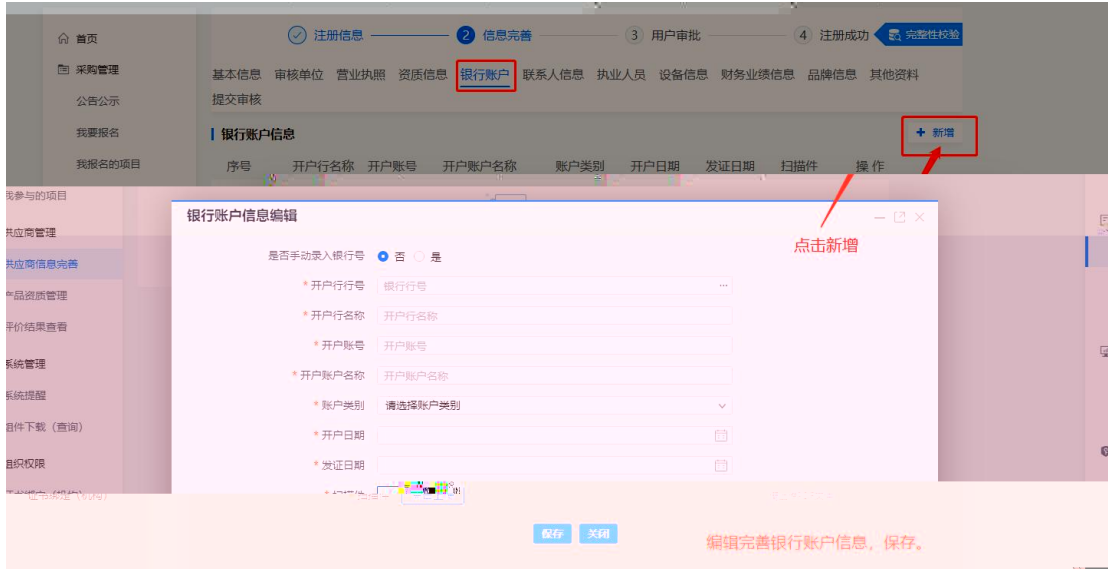 首页
采购管理
公告公示
我要报名
我报名的项目
我参与的项目
供应商管理
供应商信息完善
产品资质管理
评价结果查看
系统管理
系统提醒
组件下载（查询）
组织权限
注册信息 2 信息完善 3 用户审批 4 注册成功 完整性校验
基本信息 审核单位 营业执照 资质信息 银行账户 联系人信息 执业人员 设备信息 财务业绩信息 品牌信息 其他资料
提交审核
银行账户信息
+ 新增
序号 开户行名称 开户账号 开户账户名称 账户类别 开户日期 发证日期 扫描件 操作
点击新增
银行账户信息编辑
是否手动录入银行号 否 是
* 开户行行号 银行行号 ...
* 开户行名称 开户行名称
* 开户账号 开户账号
* 开户账户名称 开户账户名称
* 账户类别 请选择账户类别
* 开户日期
* 发证日期
保存 关闭
编辑完善银行账户信息，保存。